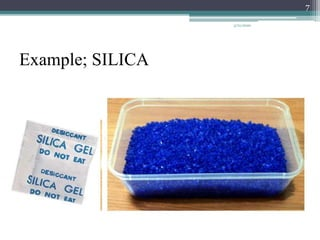 7
Example; SILICA
DESICCANT
SILICA GEL
DO NOT EAT
DESICCANT
SILICA GEL
DO NOT EAT